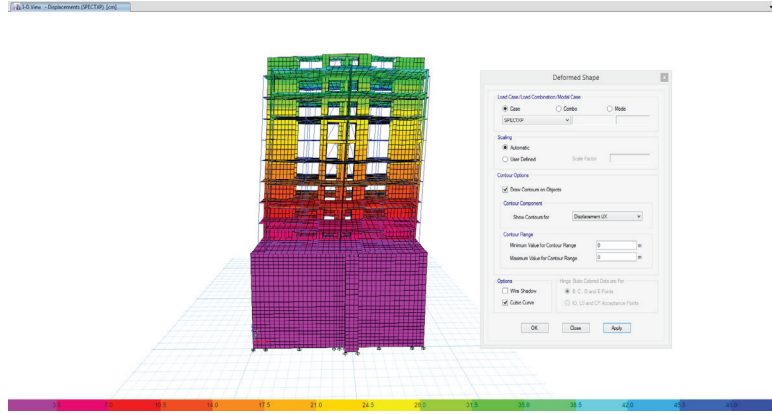 3-D View - Displacements (SPECTXP) [cm]
Deformed Shape
Load Case/Load Combination/Modal Case
Case
Combo
Mode
SPECTXP
Scaling
Automatic
User Defined
Scale Factor
Contour Options
Draw Contours on Objects
Contour Component
Show Contours for
Displacement UX
Contour Range
Minimum Value for Contour Range
0
m
Maximum Value for Contour Range
0
m
Options
Wire Shadow
Cubic Curve
Hinge State Colored Dots are For
B, C, D and E Points
IO, LS and CP Acceptance Points
OK
Close
Apply
3.5 7.0 10.5 14.0 17.5 21.0 24.5 28.0 31.5 35.0 38.5 42.0 45.5 49.0